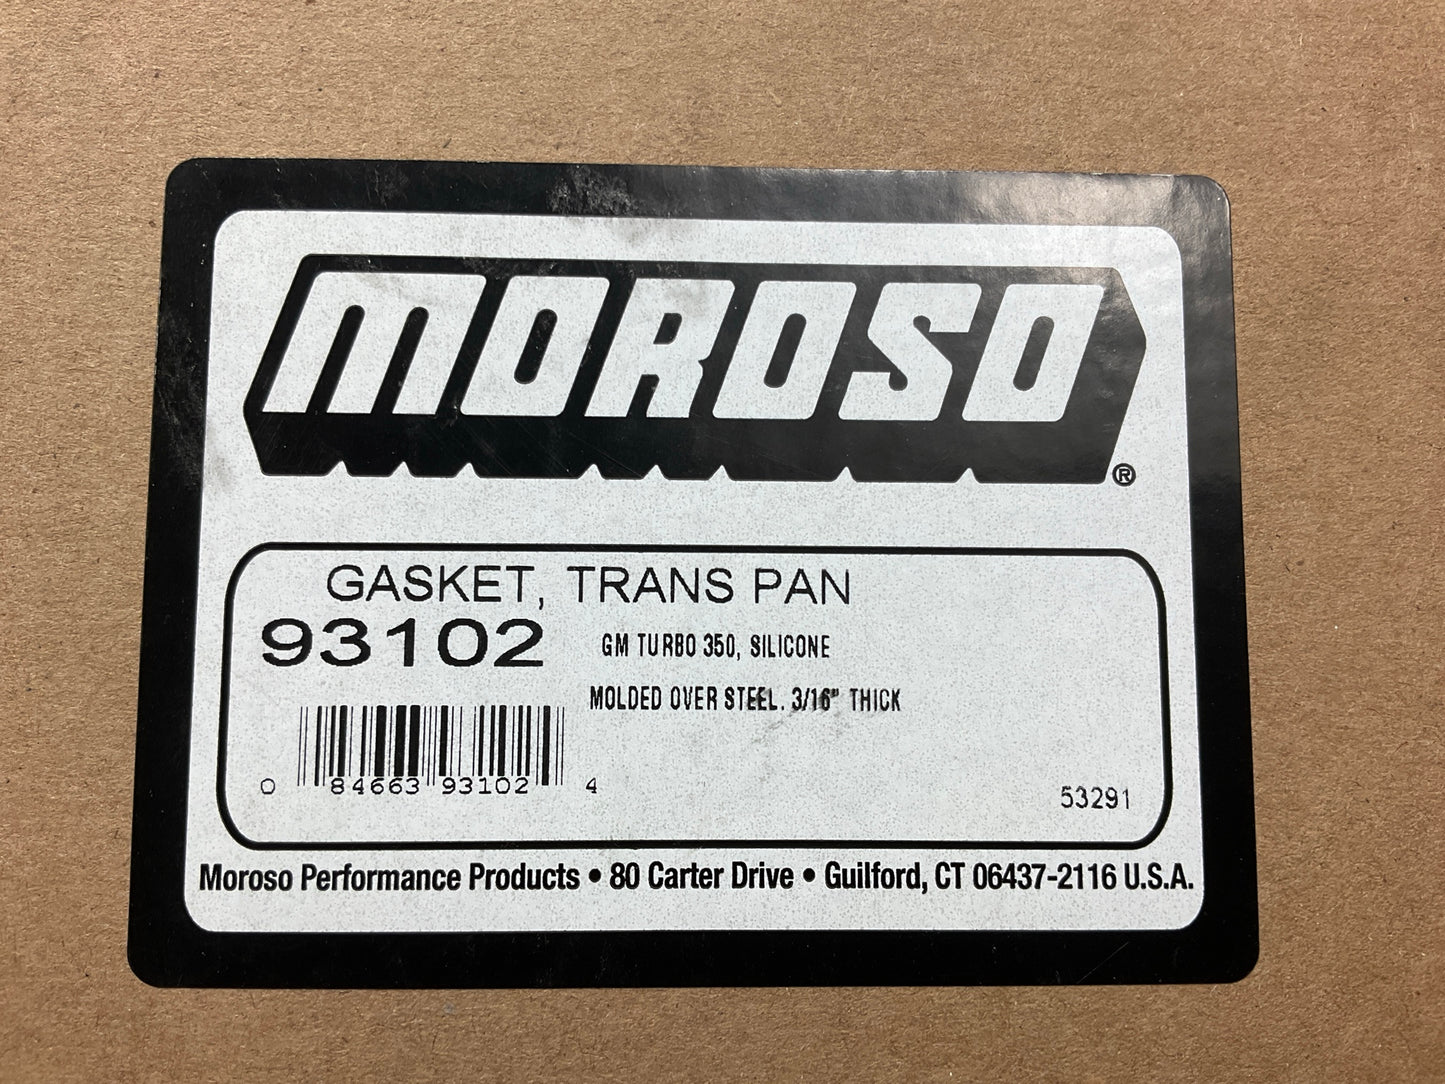 MOROSO®
GASKET, TRANS PAN
93102
GM TURBO 350, SILICONE
MOLDED OVER STEEL. 3/16" THICK
0 84663 93102 4
53291
Moroso Performance Products • 80 Carter Drive • Guilford, CT 06437-2116 U.S.A.